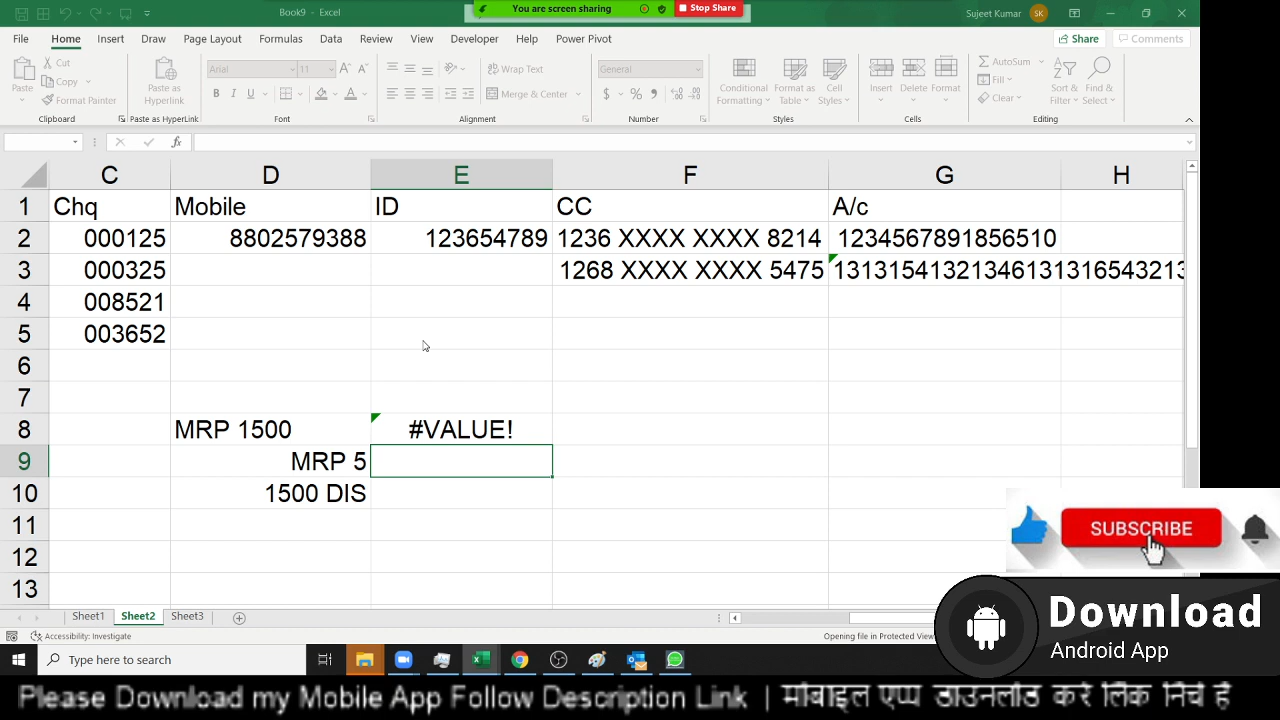 Book9 - Excel
You are screen sharing
Stop Share
Sujeet Kumar
SK
File Home Insert Draw Page Layout Formulas Data Review View Developer Help Power Pivot
Share
Comments
Paste
Cut
Copy
Format Painter
Clipboard
Paste as Hyperlink
Paste as HyperLink
Arial 11
B I U
Font
Wrap Text
Merge & Center
Alignment
General
Number
Conditional Formatting
Format as Table
Cell Styles
Styles
Insert Delete Format
Cells
AutoSum
Fill
Clear
Sort & Filter
Find & Select
Editing
C D E F G H
1 Chq Mobile ID CC A/c
2 000125 8802579388 123654789 1236 XXXX XXXX 8214 1234567891856510
3 000325 1268 XXXX XXXX 5475
4 008521
5 003652
6
7
8 MRP 1500 #VALUE!
9 MRP 5
10 1500 DIS
11
12
13
SUBSCRIBE
Sheet1 Sheet2 Sheet3
Accessibility: Investigate
Opening file in Protected View
Download
Android App
Type here to search
Please Download my Mobile App Follow Description Link | मोबाइल एप्प डाउनलोड करे लिंक निचे है